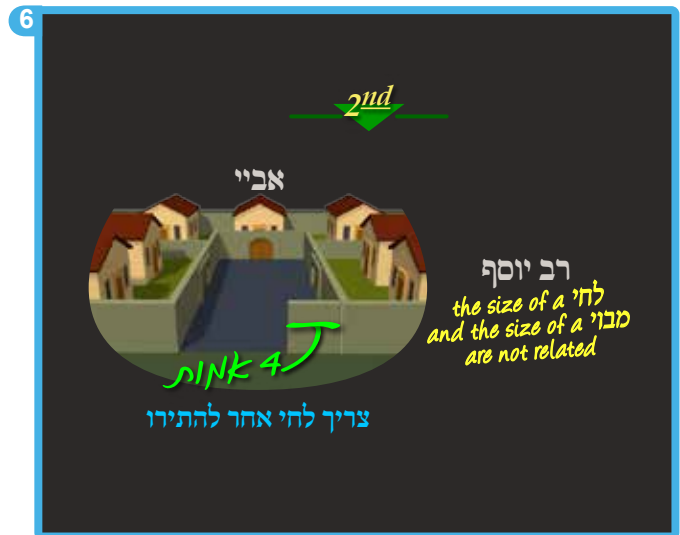 6
2nd
אביי
רב יוסף
the size of a לחי
and the size of a מבוי
are not related
4 אמות
צריך לחי אחר להתירו